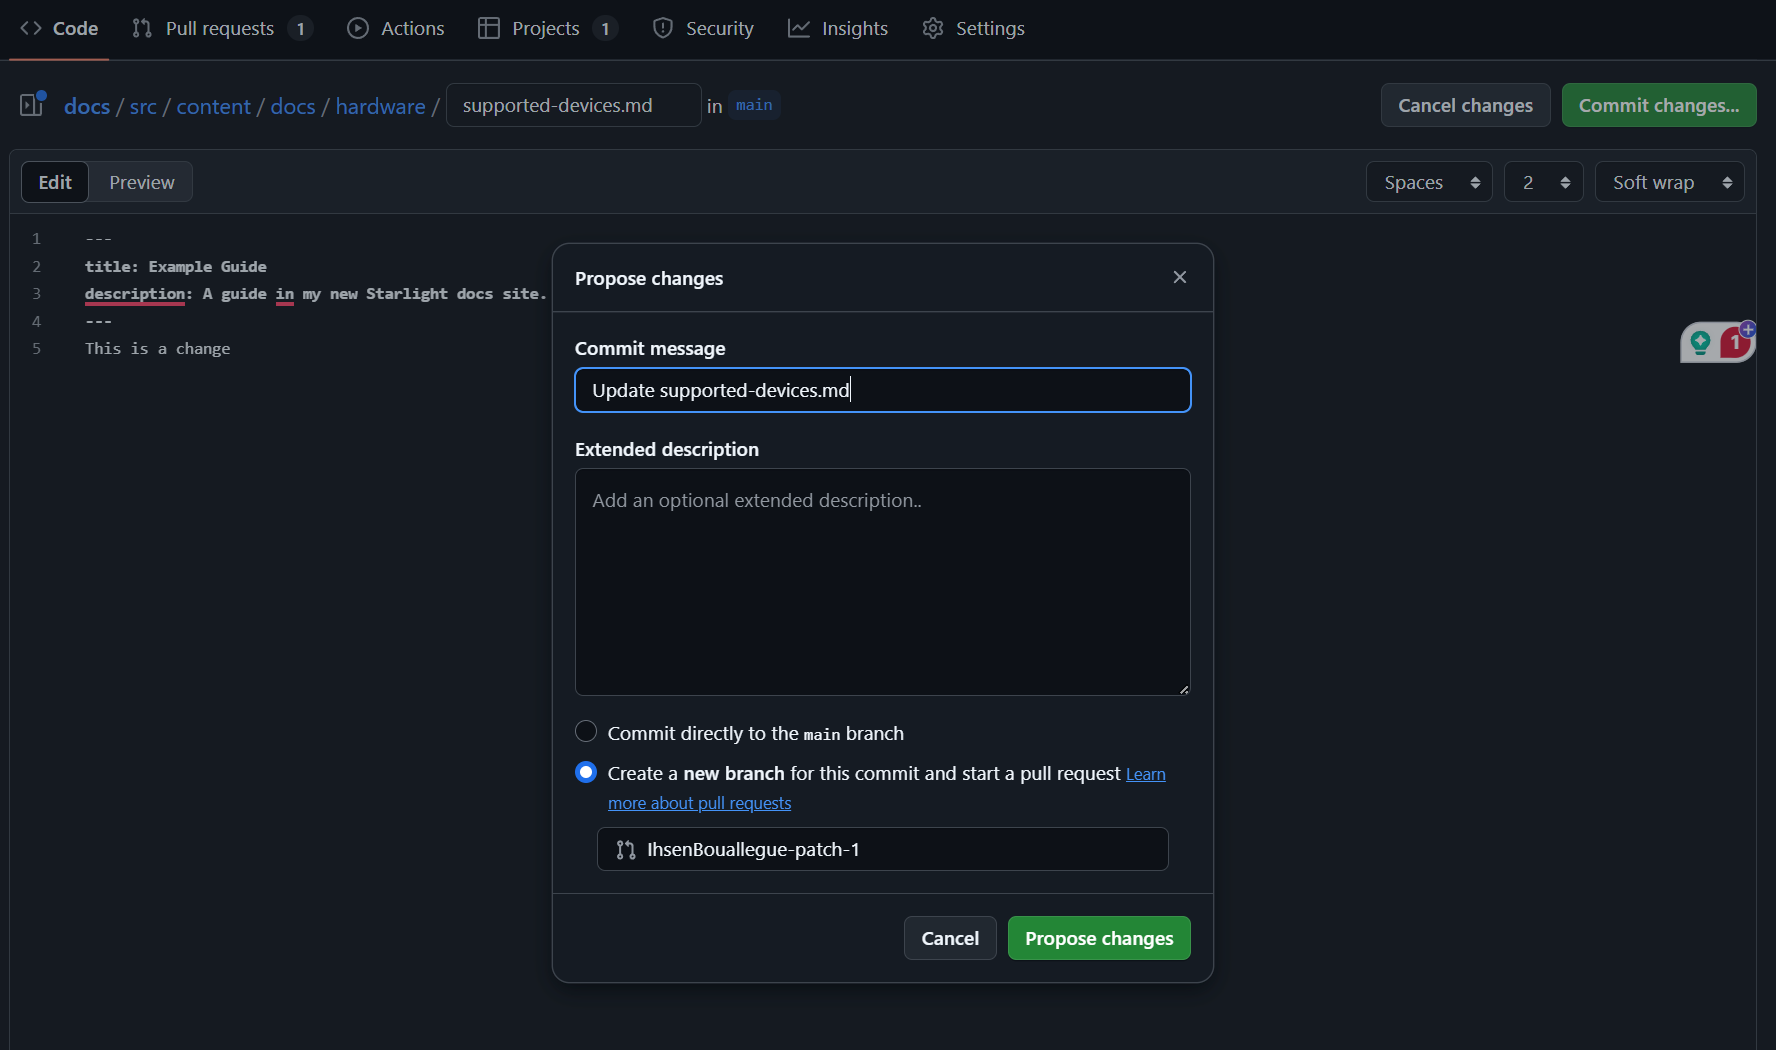 Code Pull requests 1 Actions Projects 1 Security Insights Settings
docs / src / content / docs / hardware / supported-devices.md in main Cancel changes Commit changes...
Edit Preview Spaces 2 Soft wrap
1 ---
2 title: Example Guide
3 description: A guide in my new Starlight docs site.
4 ---
5 This is a change
1
Propose changes
Commit message
Update supported-devices.md
Extended description
Add an optional extended description..
Commit directly to the main branch
Create a new branch for this commit and start a pull request Learn
more about pull requests
IhsenBouallegue-patch-1
Cancel Propose changes